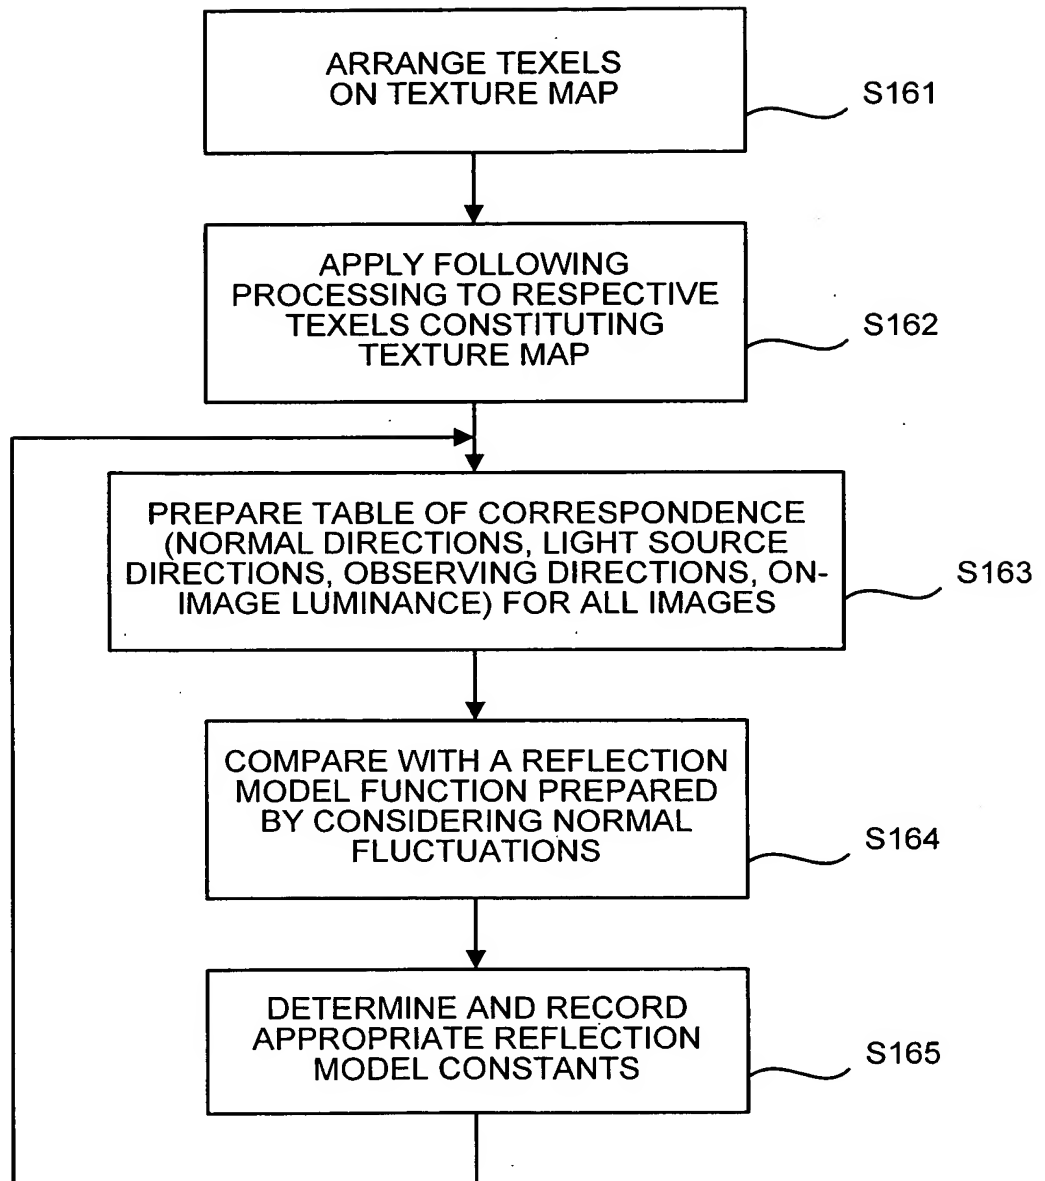 ARRANGE TEXELS
ON TEXTURE MAP
S161
APPLY FOLLOWING
PROCESSING TO RESPECTIVE
TEXELS CONSTITUTING
TEXTURE MAP
S162
PREPARE TABLE OF CORRESPONDENCE
(NORMAL DIRECTIONS, LIGHT SOURCE
DIRECTIONS, OBSERVING DIRECTIONS, ON-
IMAGE LUMINANCE) FOR ALL IMAGES
S163
COMPARE WITH A REFLECTION
MODEL FUNCTION PREPARED
BY CONSIDERING NORMAL
FLUCTUATIONS
S164
DETERMINE AND RECORD
APPROPRIATE REFLECTION
MODEL CONSTANTS
S165